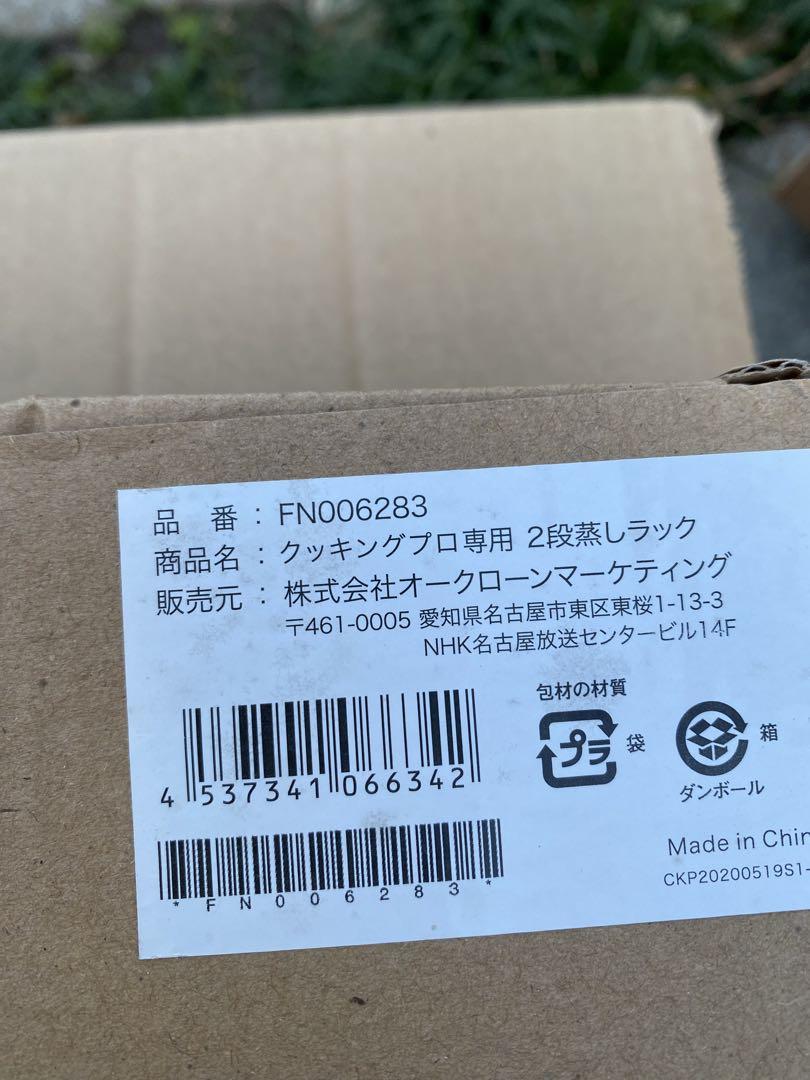 品 番 : FN006283
商品名 : クッキングプロ専用 2段蒸しラック
販売元 : 株式会社オークローンマーケティング
〒461-0005 愛知県名古屋市東区東桜1-13-3
NHK名古屋放送センタービル14F
包材の材質
プラ 袋
箱
ダンボール
4 537341 066342
*FN006283*
Made in Chin
CKP20200519S1-